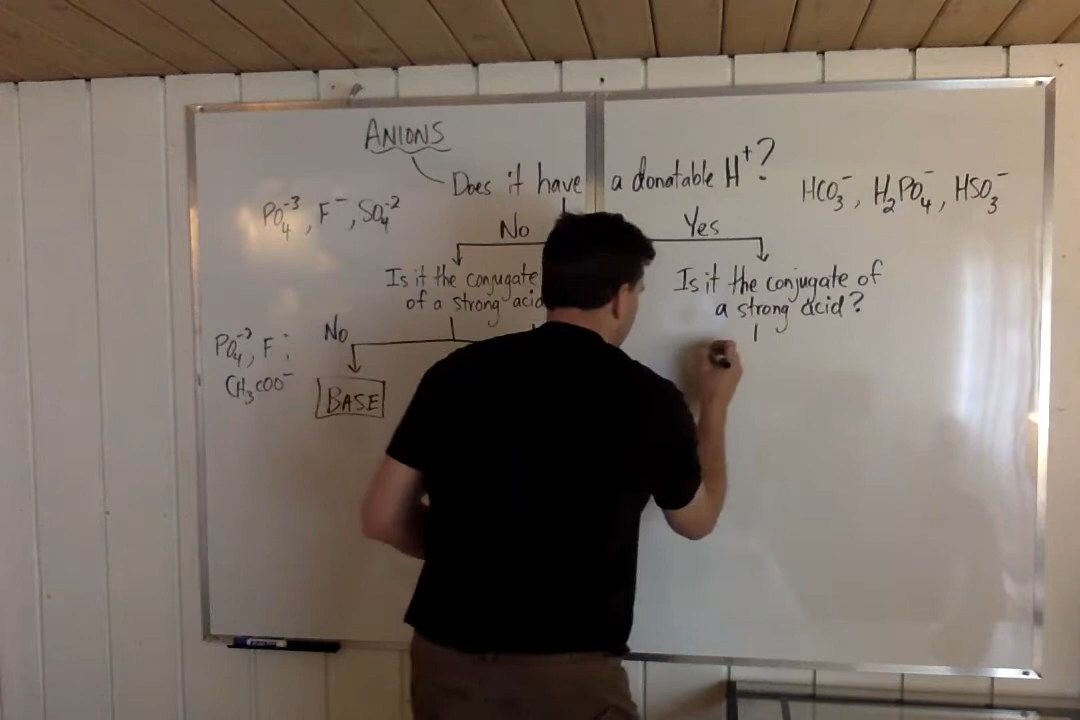 ANIONS
Does it have a donatable H⁺?
HCO₃⁻, H₂PO₄⁻, HSO₃⁻
PO₄⁻³, F⁻, SO₄⁻²
No
Yes
Is it the conjugate
of a strong acid
Is it the conjugate of
a strong acid?
No
PO₄⁻³, F⁻,
CH₃COO⁻
BASE